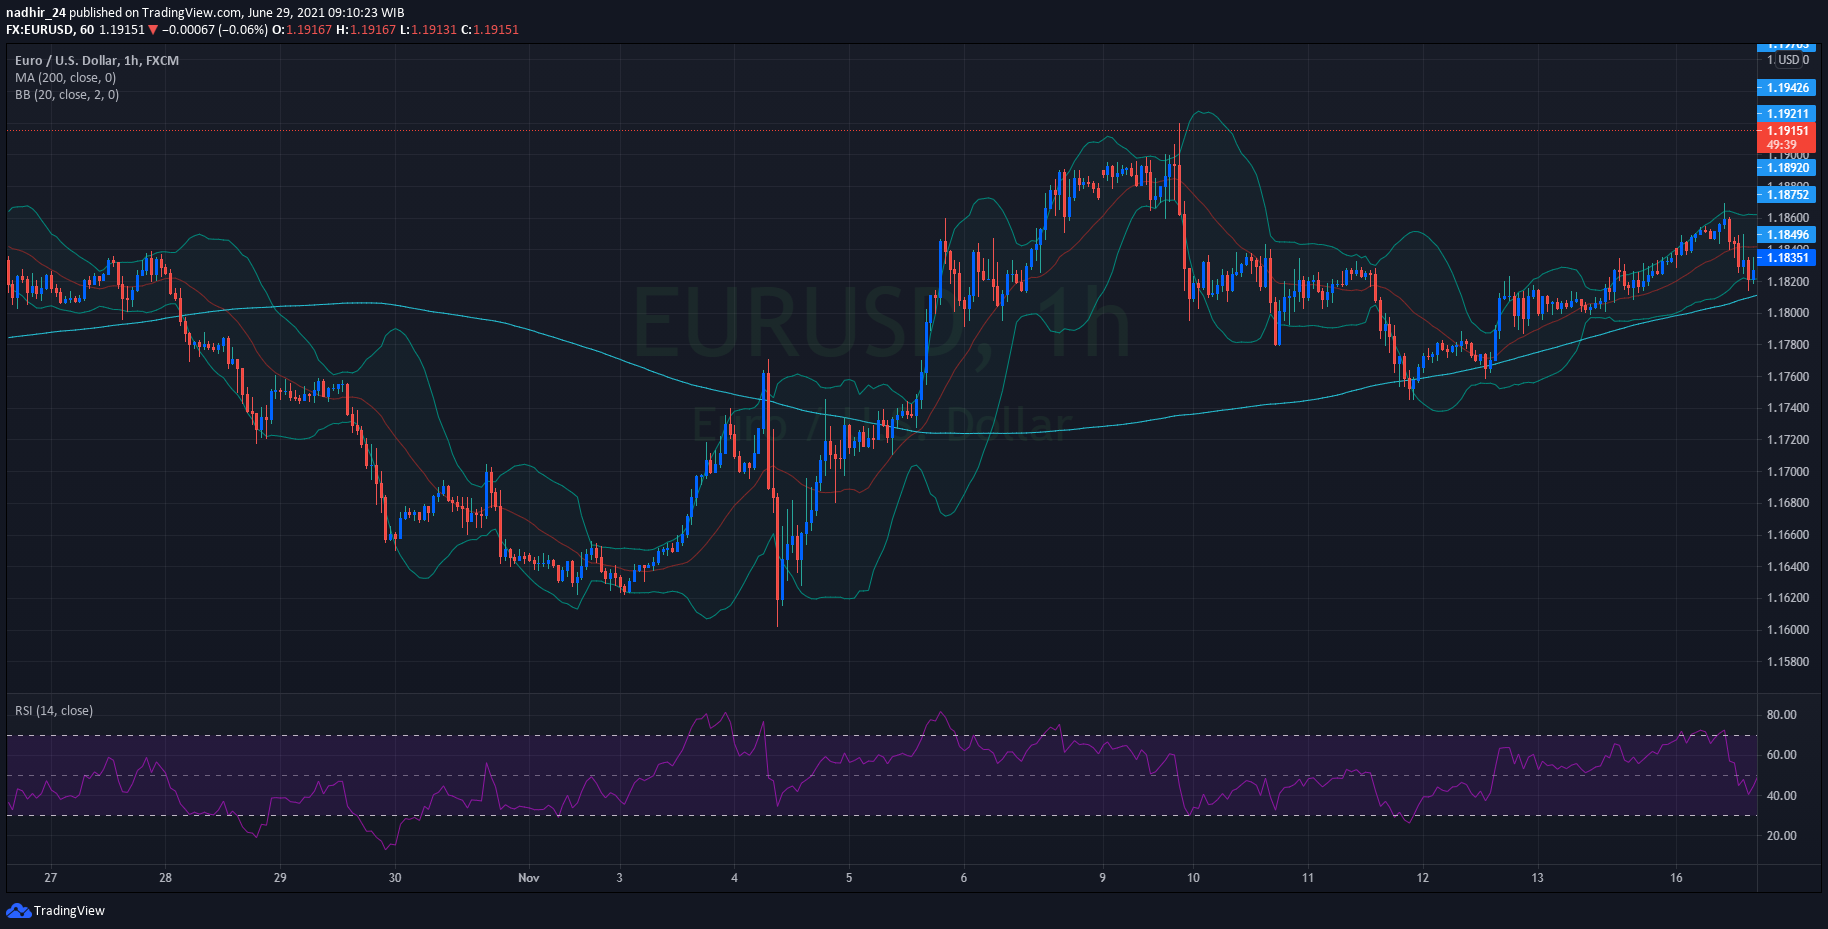 nadhir_24 published on TradingView.com, June 29, 2021 09:10:23 WIB
FX:EURUSD, 60 1.19151 ▼ −0.00067 (−0.06%) O:1.19167 H:1.19167 L:1.19131 C:1.19151
Euro / U.S. Dollar, 1h, FXCM
MA (200, close, 0)
BB (20, close, 2, 0)
EURUSD, 1h
Euro / U.S. Dollar
USD
1.19426
1.19211
1.19151
49:39
1.19000
1.18920
1.18752
1.18600
1.18496
1.18351
1.18200
1.18000
1.17800
1.17600
1.17400
1.17200
1.17000
1.16800
1.16600
1.16400
1.16200
1.16000
1.15800
RSI (14, close)
80.00
60.00
40.00
20.00
27 28 29 30 Nov 3 4 5 6 9 10 11 12 13 16
TradingView